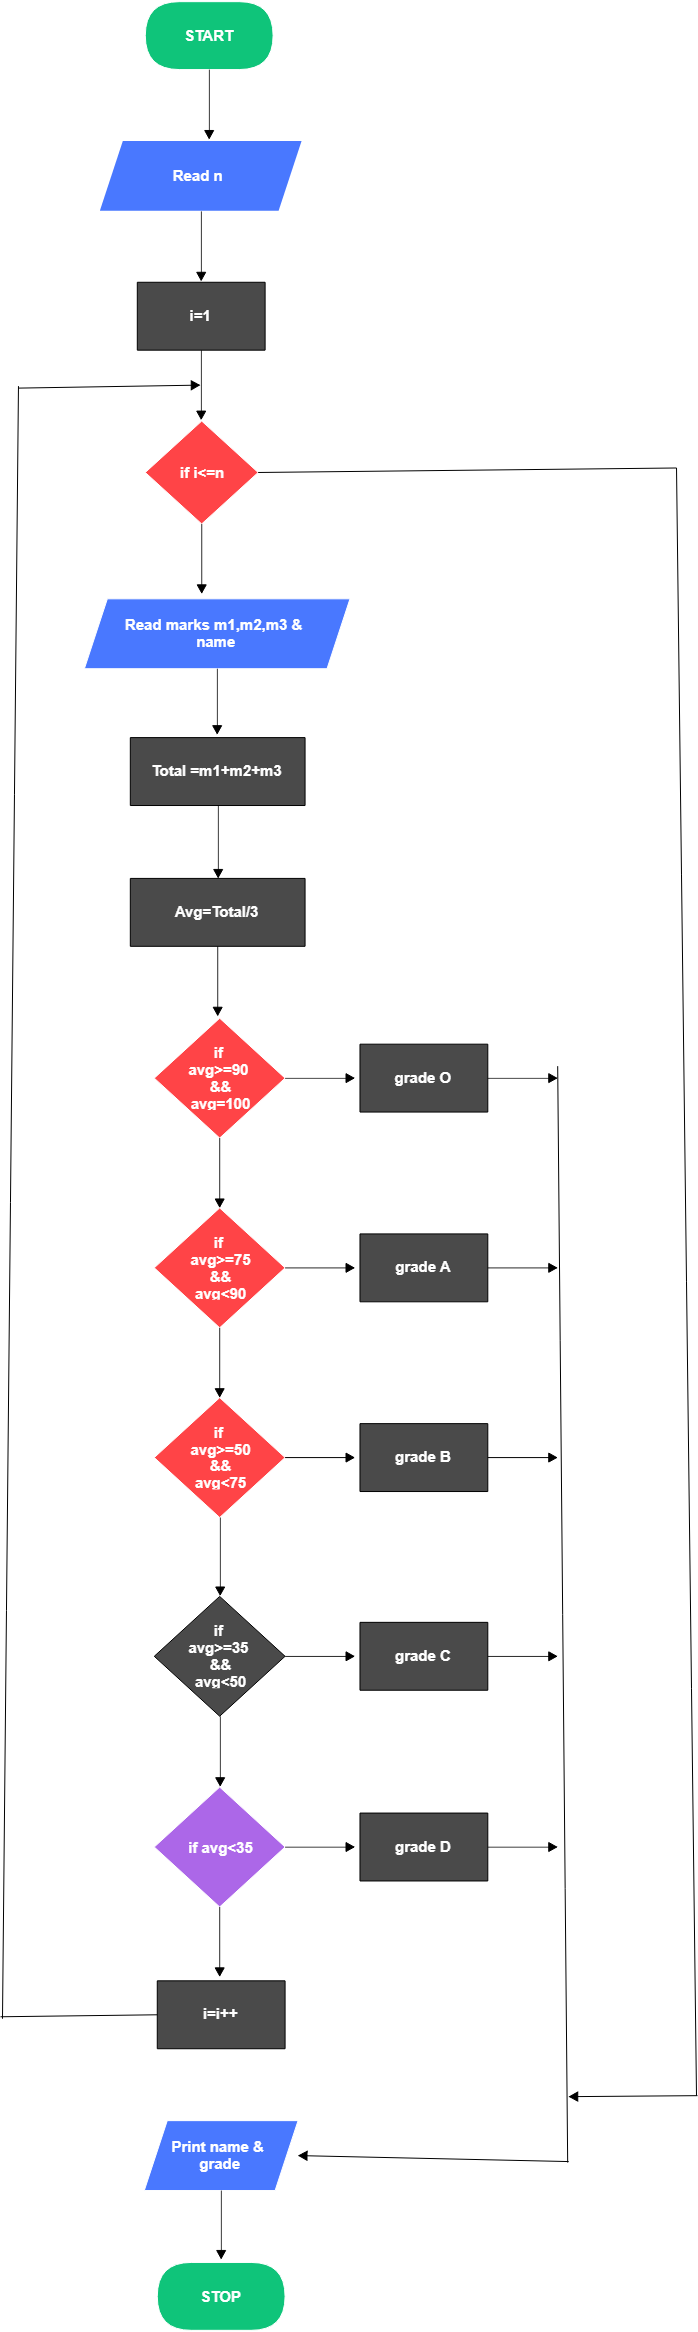 START
Read n
i=1
if i<=n
Read marks m1,m2,m3 &
name
Total =m1+m2+m3
Avg=Total/3
if
avg>=90
&&
avg=100
grade O
if
avg>=75
&&
avg<90
grade A
if
avg>=50
&&
avg<75
grade B
if
avg>=35
&&
avg<50
grade C
if avg<35
grade D
i=i++
Print name &
grade
STOP